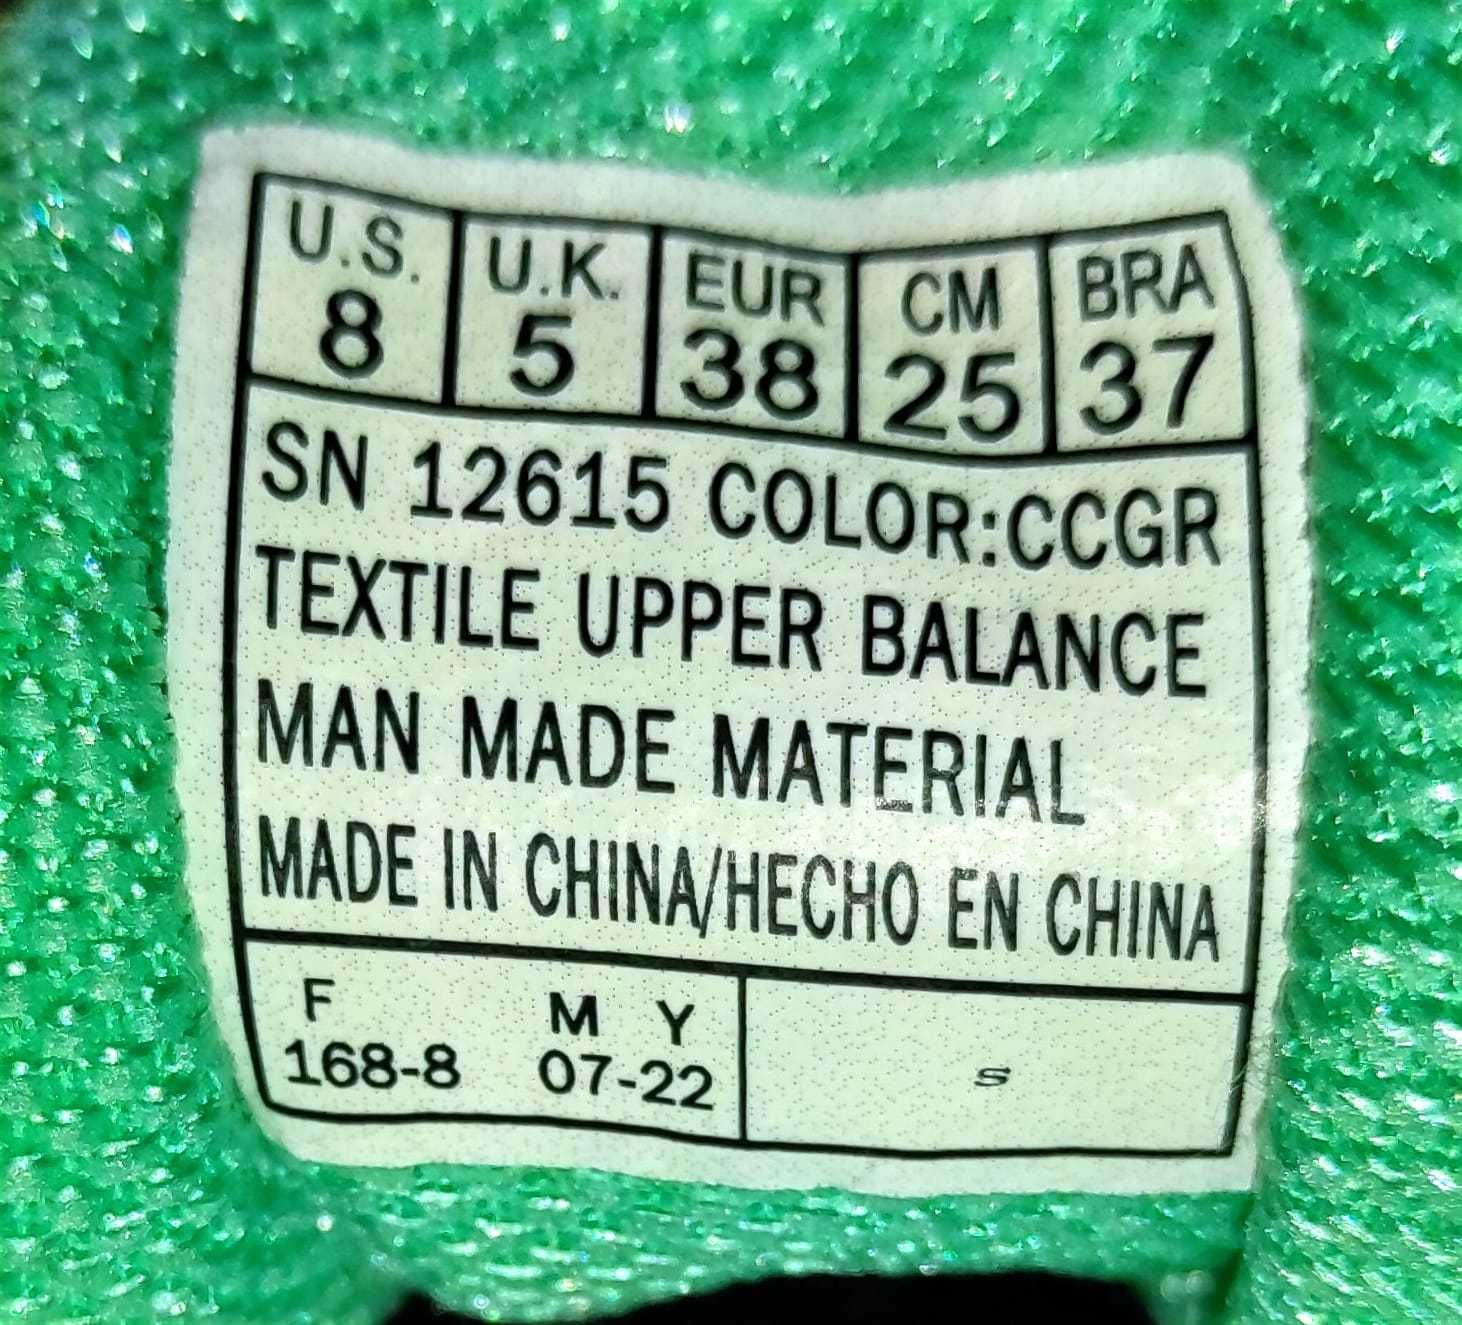 U.S. U.K. EUR CM BRA
8 5 38 25 37
SN 12615 COLOR:CCGR
TEXTILE UPPER BALANCE
MAN MADE MATERIAL
MADE IN CHINA/HECHO EN CHINA
F M Y
168-8 07-22
S